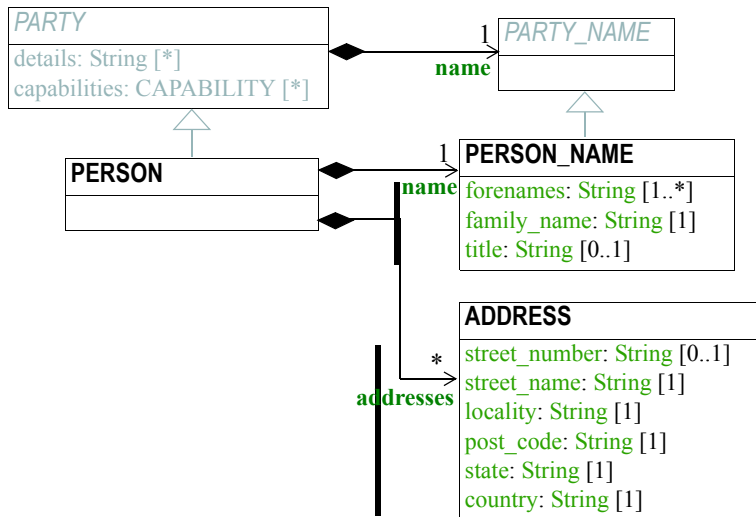 PARTY
details: String [*]
capabilities: CAPABILITY [*]
1
name
PARTY_NAME
PERSON
1
name
PERSON_NAME
forenames: String [1..*]
family_name: String [1]
title: String [0..1]
*
addresses
ADDRESS
street_number: String [0..1]
street_name: String [1]
locality: String [1]
post_code: String [1]
state: String [1]
country: String [1]